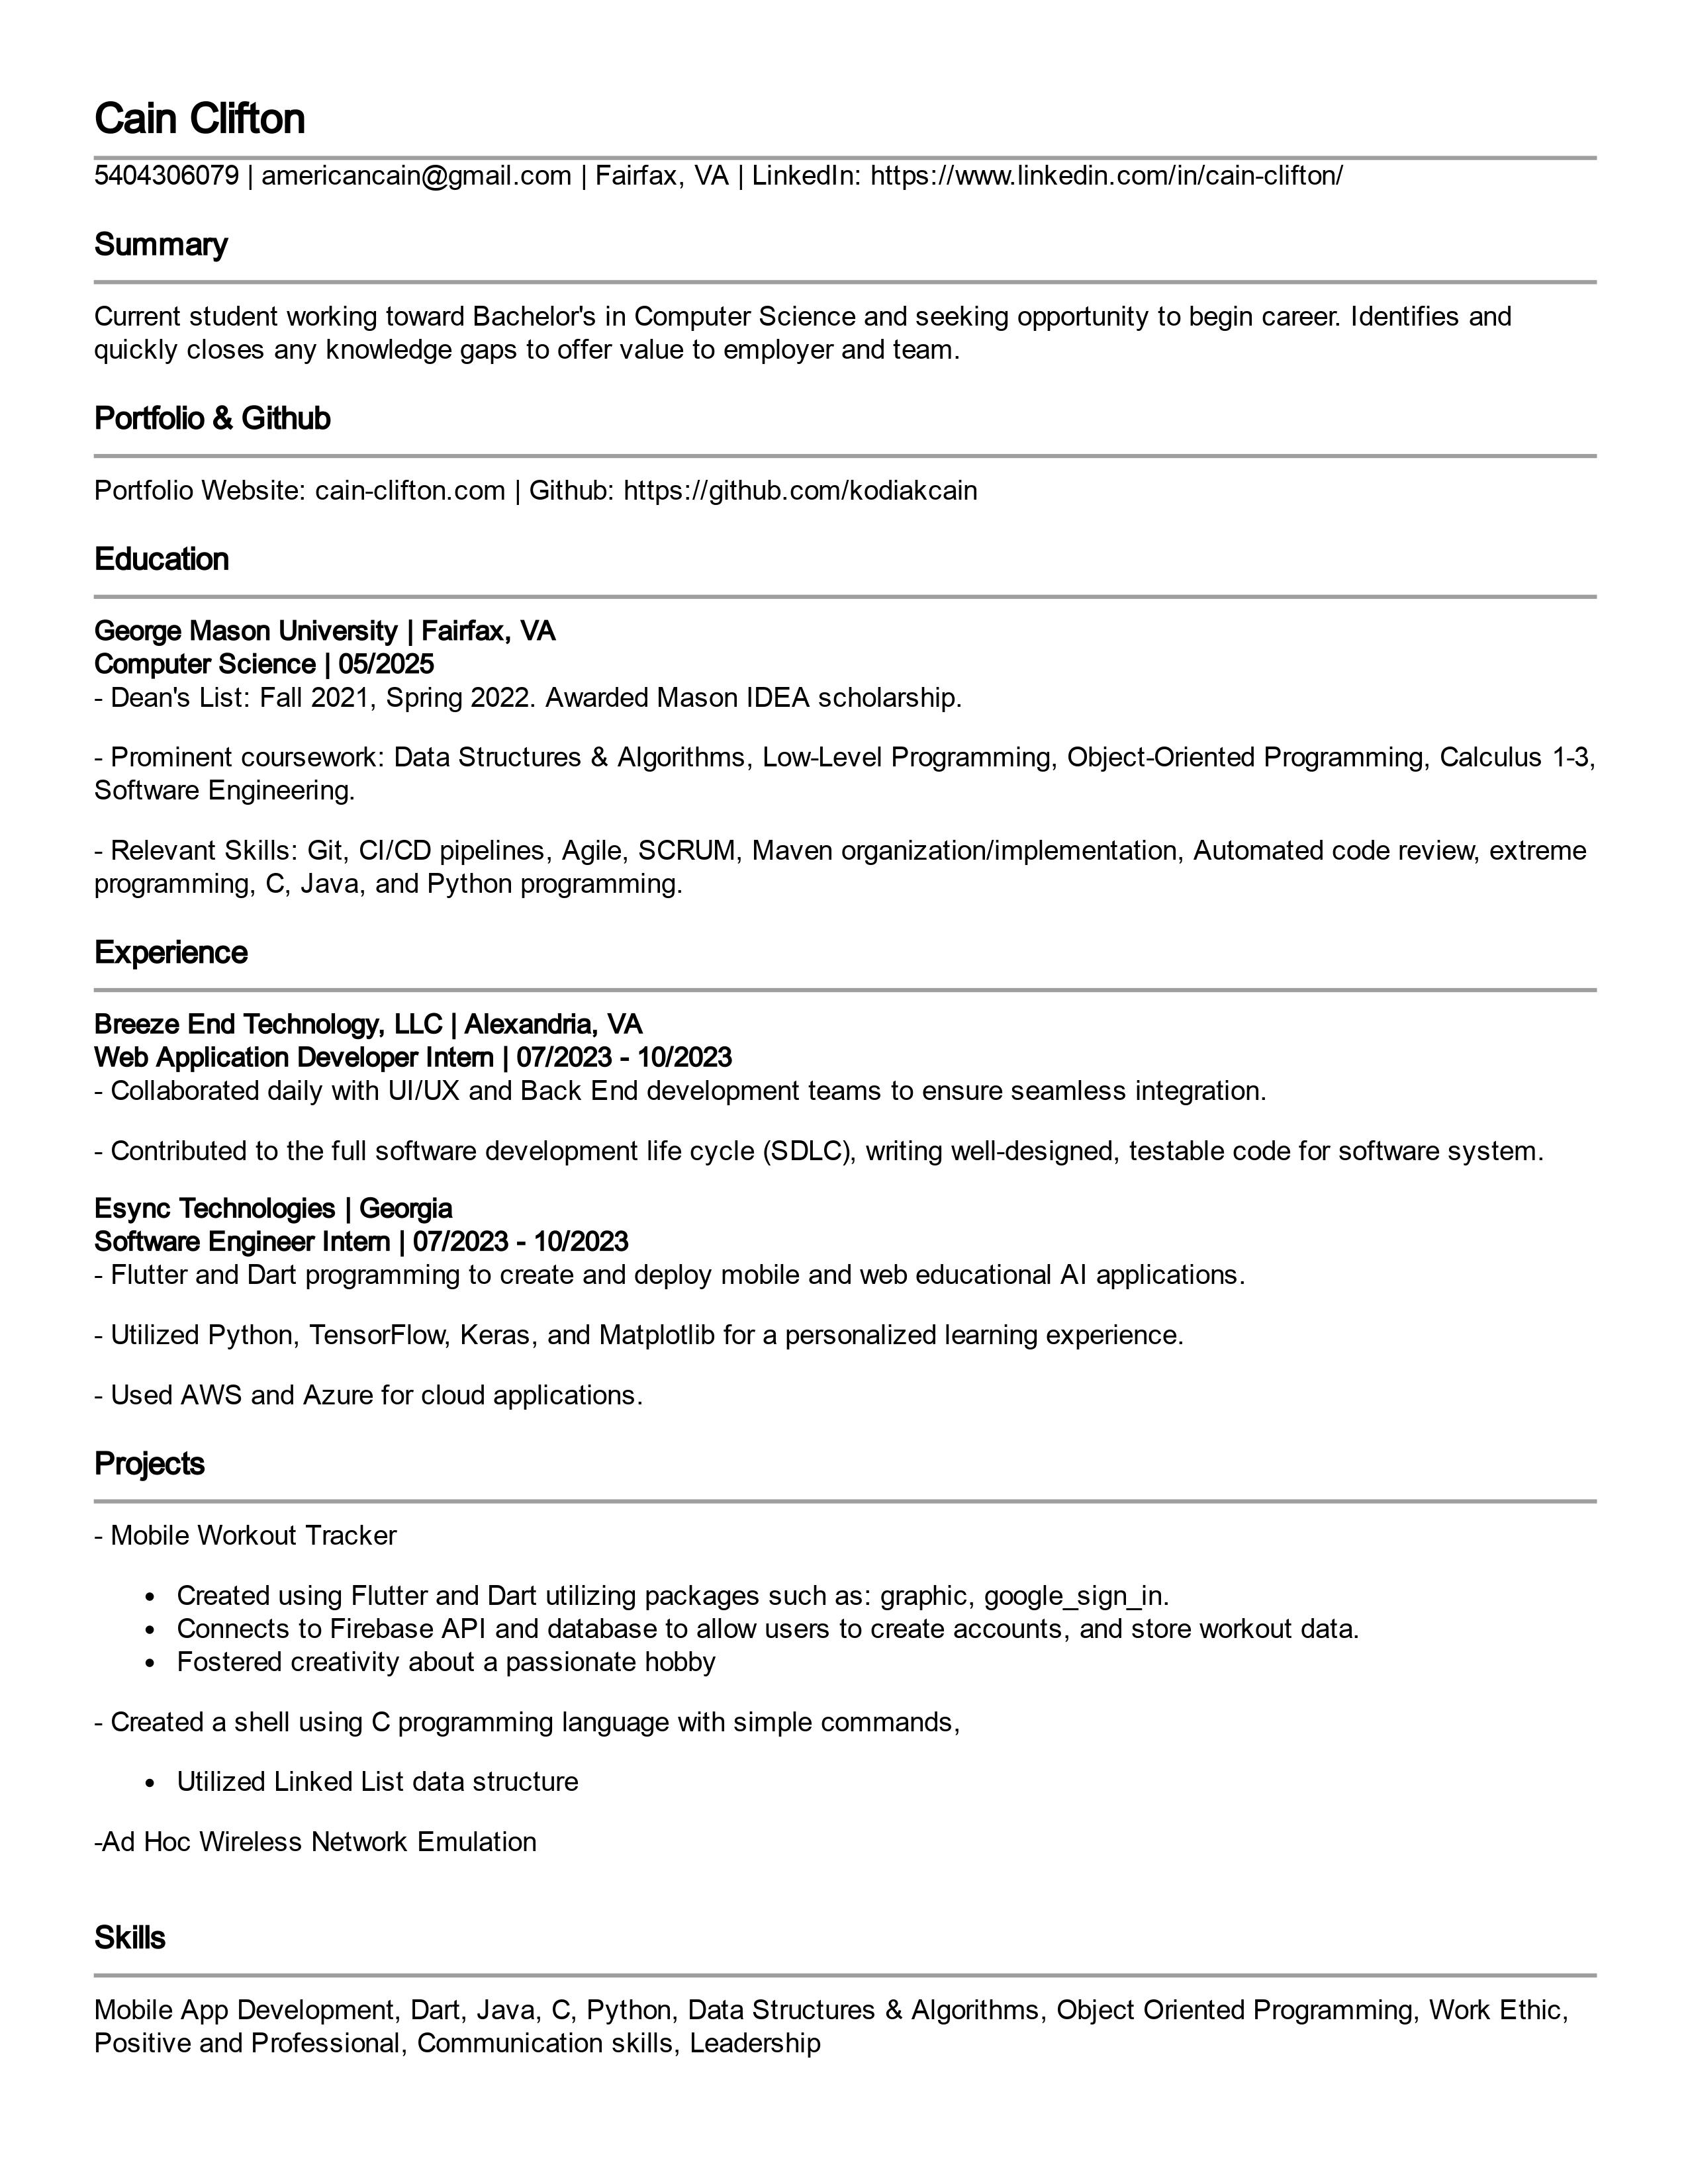 Cain Clifton
5404306079 | americancain@gmail.com | Fairfax, VA | LinkedIn: https://www.linkedin.com/in/cain-clifton/
Summary
Current student working toward Bachelor's in Computer Science and seeking opportunity to begin career. Identifies and
quickly closes any knowledge gaps to offer value to employer and team.
Portfolio & Github
Portfolio Website: cain-clifton.com | Github: https://github.com/kodiakcain
Education
George Mason University | Fairfax, VA
Computer Science | 05/2025
- Dean's List: Fall 2021, Spring 2022. Awarded Mason IDEA scholarship.
- Prominent coursework: Data Structures & Algorithms, Low-Level Programming, Object-Oriented Programming, Calculus 1-3,
Software Engineering.
- Relevant Skills: Git, CI/CD pipelines, Agile, SCRUM, Maven organization/implementation, Automated code review, extreme
programming, C, Java, and Python programming.
Experience
Breeze End Technology, LLC | Alexandria, VA
Web Application Developer Intern | 07/2023 - 10/2023
- Collaborated daily with UI/UX and Back End development teams to ensure seamless integration.
- Contributed to the full software development life cycle (SDLC), writing well-designed, testable code for software system.
Esync Technologies | Georgia
Software Engineer Intern | 07/2023 - 10/2023
- Flutter and Dart programming to create and deploy mobile and web educational AI applications.
- Utilized Python, TensorFlow, Keras, and Matplotlib for a personalized learning experience.
- Used AWS and Azure for cloud applications.
Projects
- Mobile Workout Tracker
• Created using Flutter and Dart utilizing packages such as: graphic, google_sign_in.
• Connects to Firebase API and database to allow users to create accounts, and store workout data.
• Fostered creativity about a passionate hobby
- Created a shell using C programming language with simple commands,
• Utilized Linked List data structure
-Ad Hoc Wireless Network Emulation
Skills
Mobile App Development, Dart, Java, C, Python, Data Structures & Algorithms, Object Oriented Programming, Work Ethic,
Positive and Professional, Communication skills, Leadership